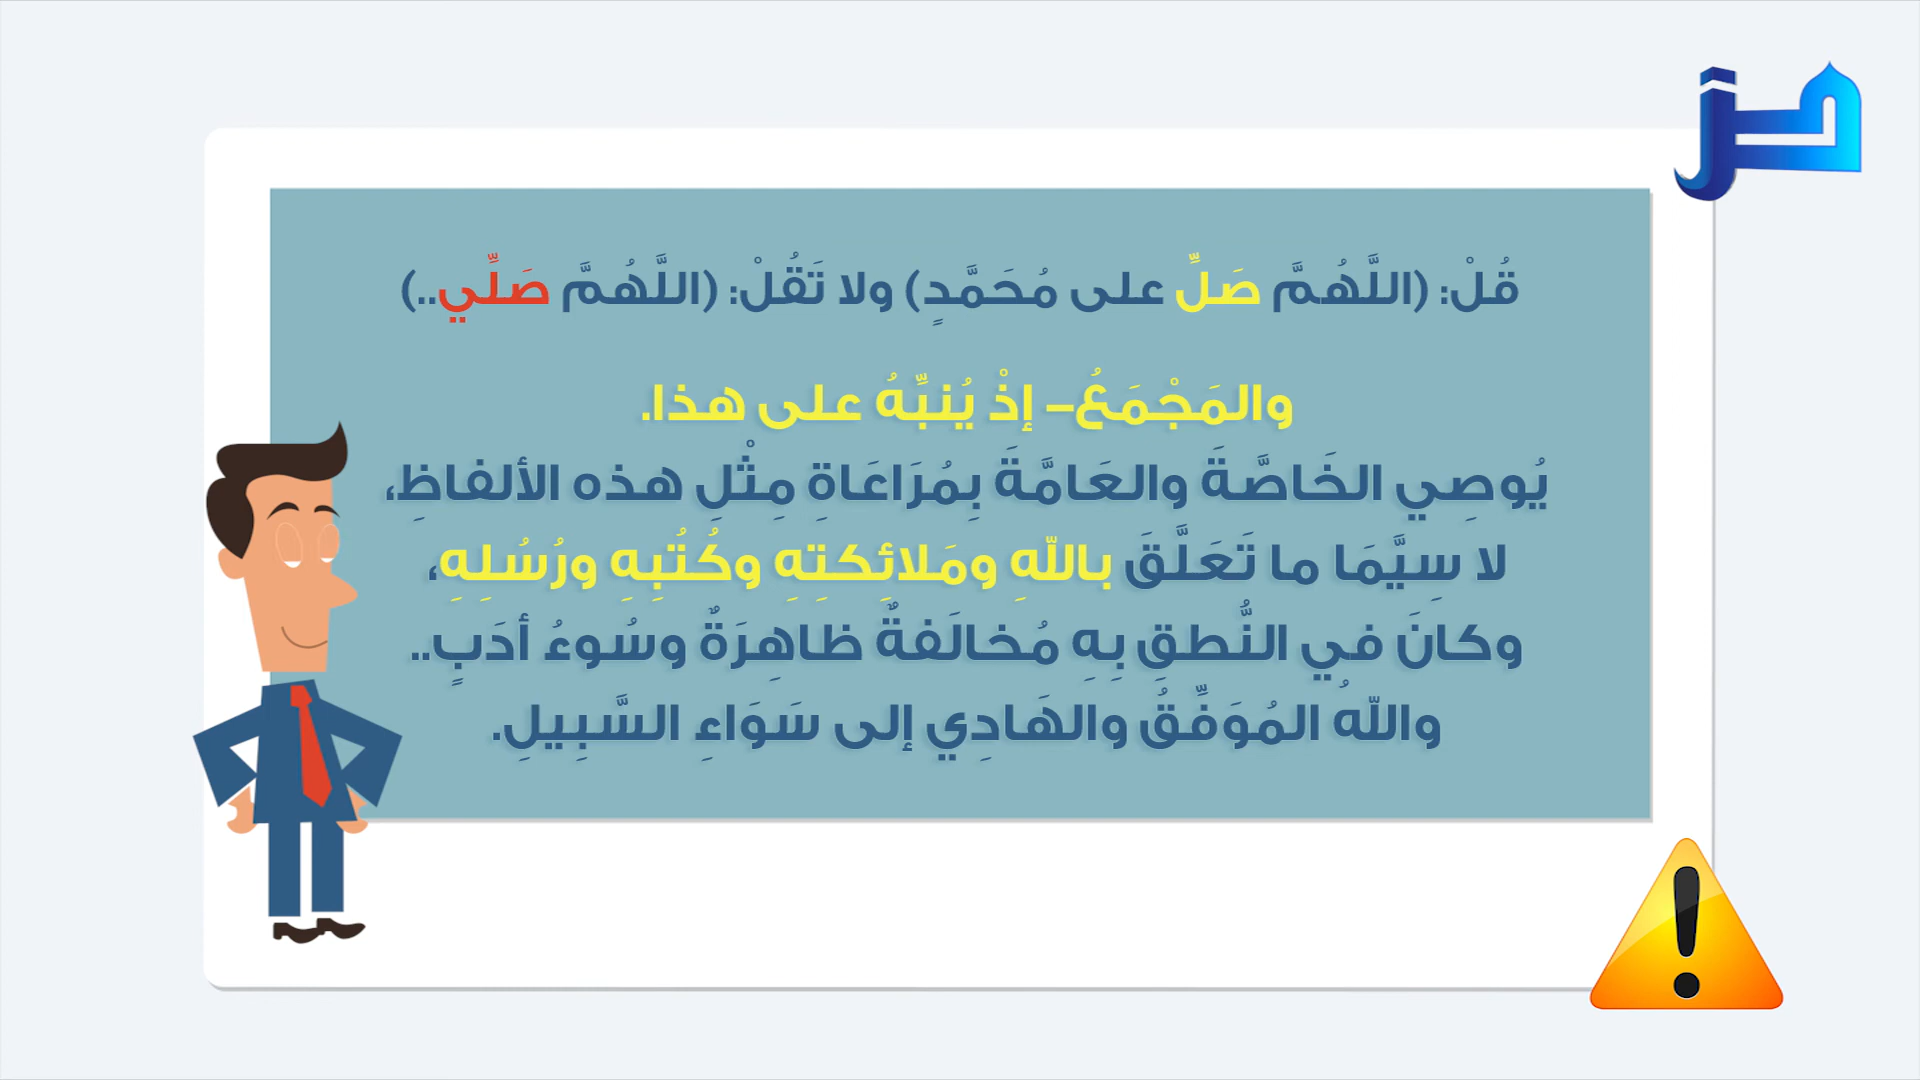 قُلْ: (اللَّهُمَّ صَلِّ على مُحَمَّدٍ) ولا تَقُلْ: (اللَّهُمَّ صَلِّي..)
والمَجْمَعُ- إذْ يُنبِّهُ على هذا.
يُوصِي الخَاصَّةَ والعَامَّةَ بِمُرَاعَاةِ مِثْلِ هذه الألفاظِ،
لا سِيَّمَا ما تَعَلَّقَ باللّهِ ومَلائِكتِهِ وكُتُبِهِ ورُسُلِهِ،
وكانَ في النُّطقِ بِهِ مُخالَفةٌ ظاهِرَةٌ وسُوءُ أدَبٍ..
واللّهُ المُوَفِّقُ والهَادِي إلى سَوَاءِ السَّبِيلِ.